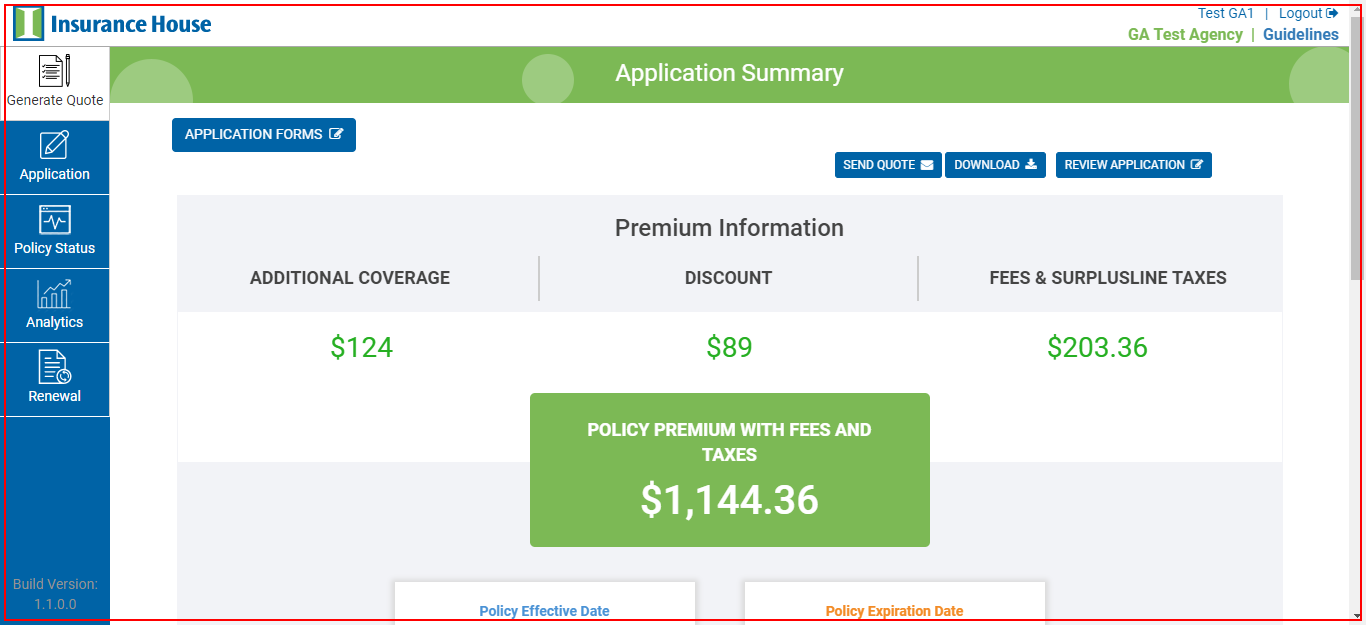 Insurance House
Test GA1 | Logout
GA Test Agency | Guidelines
Generate Quote
Application
Policy Status
Analytics
Renewal
Build Version:
1.1.0.0
Application Summary
APPLICATION FORMS
SEND QUOTE
DOWNLOAD
REVIEW APPLICATION
Premium Information
ADDITIONAL COVERAGE
DISCOUNT
FEES & SURPLUSLINE TAXES
$124
$89
$203.36
POLICY PREMIUM WITH FEES AND
TAXES
$1,144.36
Policy Effective Date
Policy Expiration Date